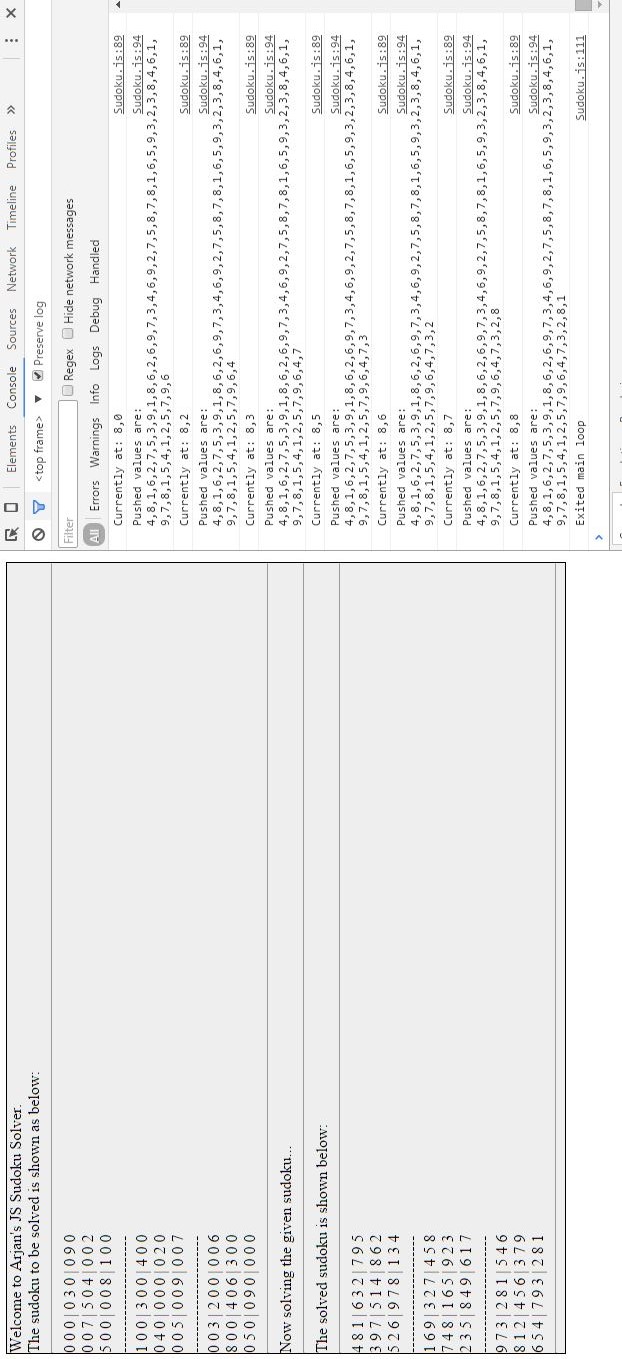 Welcome to Arjan's JS Sudoku Solver.
The sudoku to be solved is shown as below:
0 0 0 | 0 3 0 | 0 9 0
0 0 7 | 5 0 4 | 0 0 2
5 0 0 | 0 0 8 | 1 0 0
-----------------------
1 0 0 | 3 0 0 | 4 0 0
0 4 0 | 0 0 0 | 0 2 0
0 0 5 | 0 0 9 | 0 0 7
-----------------------
0 0 3 | 2 0 0 | 0 0 6
8 0 0 | 4 0 6 | 3 0 0
0 5 0 | 0 9 0 | 0 0 0
Now solving the given sudoku...
The solved sudoku is shown below:
4 8 1 | 6 3 2 | 7 9 5
3 9 7 | 5 1 4 | 8 6 2
5 2 6 | 9 7 8 | 1 3 4
-----------------------
1 6 9 | 3 2 7 | 4 5 8
7 4 8 | 1 6 5 | 9 2 3
2 3 5 | 8 4 9 | 6 1 7
-----------------------
9 7 3 | 2 8 1 | 5 4 6
8 1 2 | 4 5 6 | 3 7 9
6 5 4 | 7 9 3 | 2 8 1
Elements Console Sources Network Timeline Profiles »
<top frame> ▼ Preserve log
Filter Regex Hide network messages
All Errors Warnings Info Logs Debug Handled
Currently at: 8,0 Sudoku.js:89
Pushed values are: Sudoku.js:94
4,8,1,6,2,7,5,3,9,1,8,6,2,6,9,7,3,4,6,9,2,7,5,8,7,8,1,6,5,9,3,2,3,8,4,6,1,
9,7,8,1,5,4,1,2,5,7,9,6
Currently at: 8,2 Sudoku.js:89
Pushed values are: Sudoku.js:94
4,8,1,6,2,7,5,3,9,1,8,6,2,6,9,7,3,4,6,9,2,7,5,8,7,8,1,6,5,9,3,2,3,8,4,6,1,
9,7,8,1,5,4,1,2,5,7,9,6,4
Currently at: 8,3 Sudoku.js:89
Pushed values are: Sudoku.js:94
4,8,1,6,2,7,5,3,9,1,8,6,2,6,9,7,3,4,6,9,2,7,5,8,7,8,1,6,5,9,3,2,3,8,4,6,1,
9,7,8,1,5,4,1,2,5,7,9,6,4,7
Currently at: 8,5 Sudoku.js:89
Pushed values are: Sudoku.js:94
4,8,1,6,2,7,5,3,9,1,8,6,2,6,9,7,3,4,6,9,2,7,5,8,7,8,1,6,5,9,3,2,3,8,4,6,1,
9,7,8,1,5,4,1,2,5,7,9,6,4,7,3
Currently at: 8,6 Sudoku.js:89
Pushed values are: Sudoku.js:94
4,8,1,6,2,7,5,3,9,1,8,6,2,6,9,7,3,4,6,9,2,7,5,8,7,8,1,6,5,9,3,2,3,8,4,6,1,
9,7,8,1,5,4,1,2,5,7,9,6,4,7,3,2
Currently at: 8,7 Sudoku.js:89
Pushed values are: Sudoku.js:94
4,8,1,6,2,7,5,3,9,1,8,6,2,6,9,7,3,4,6,9,2,7,5,8,7,8,1,6,5,9,3,2,3,8,4,6,1,
9,7,8,1,5,4,1,2,5,7,9,6,4,7,3,2,8
Currently at: 8,8 Sudoku.js:89
Pushed values are: Sudoku.js:94
4,8,1,6,2,7,5,3,9,1,8,6,2,6,9,7,3,4,6,9,2,7,5,8,7,8,1,6,5,9,3,2,3,8,4,6,1,
9,7,8,1,5,4,1,2,5,7,9,6,4,7,3,2,8,1
Exited main loop Sudoku.js:111